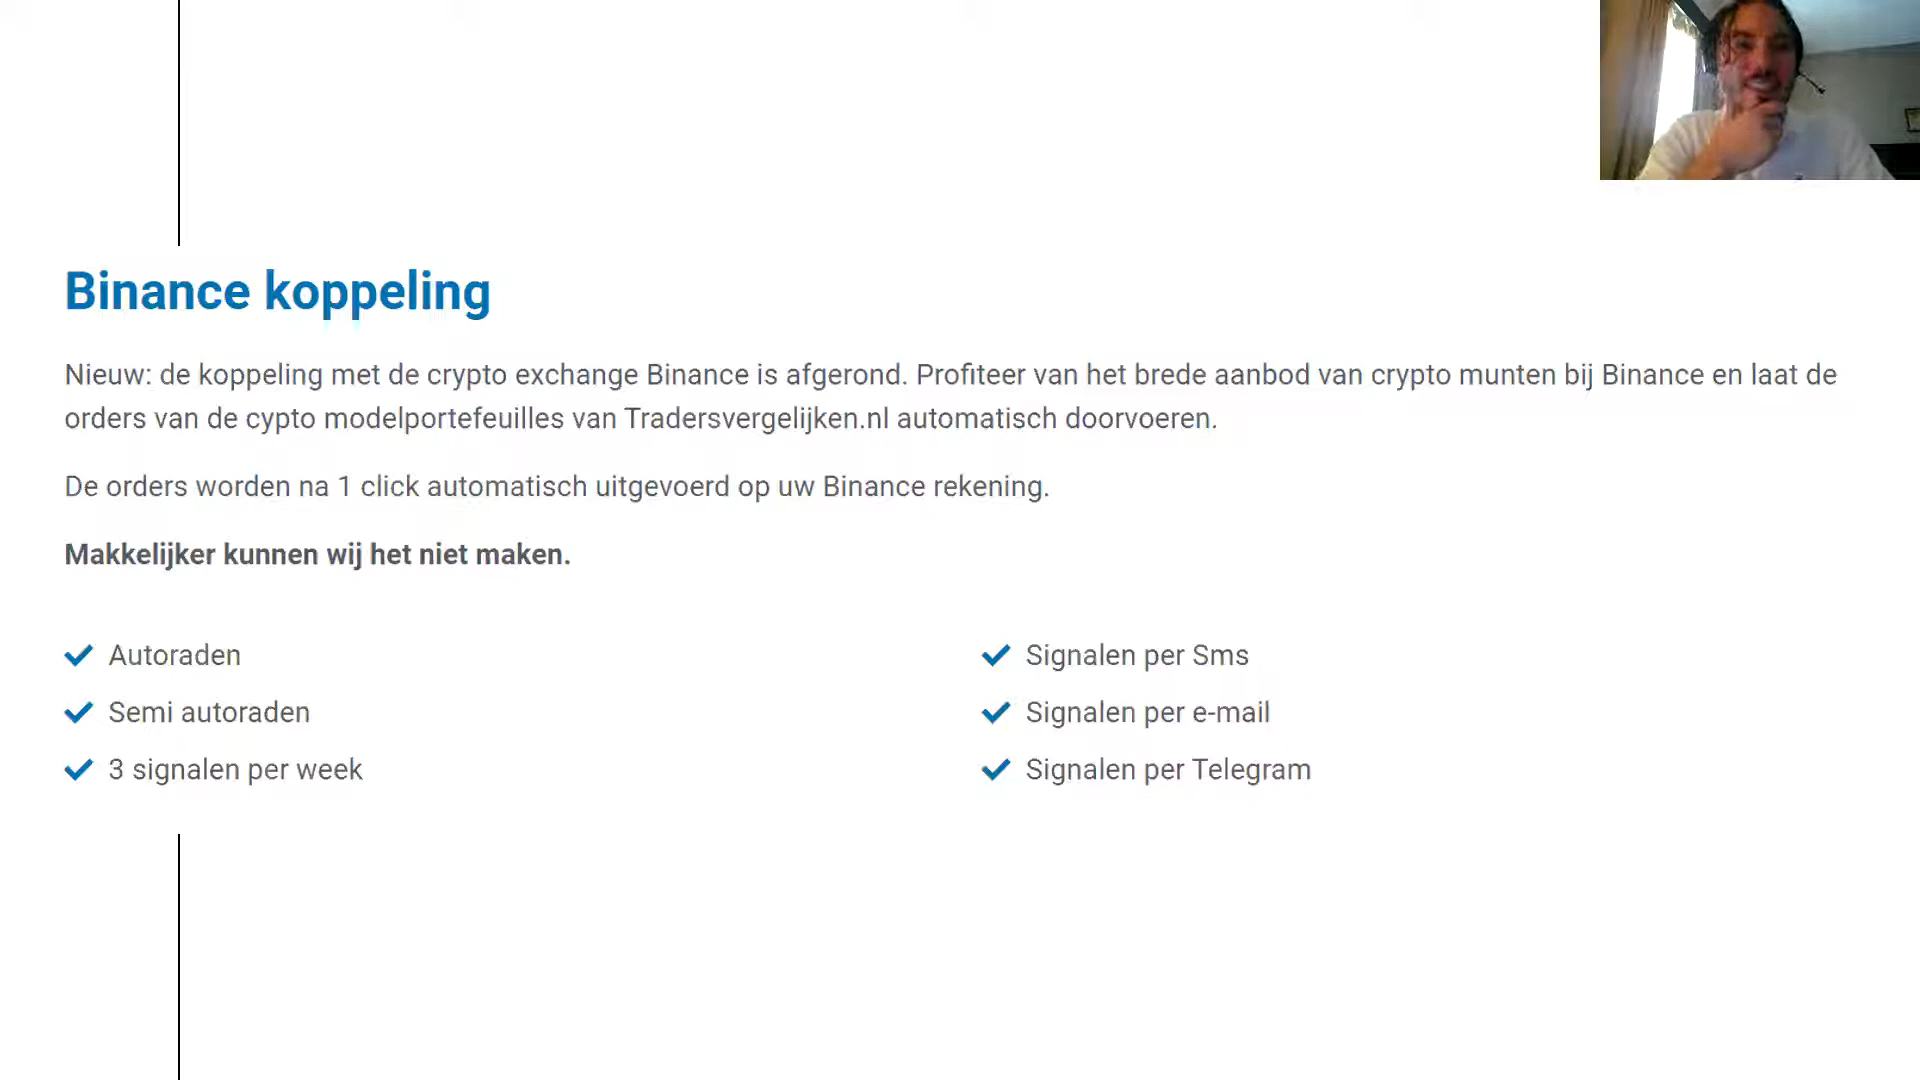 Binance koppeling
Nieuw: de koppeling met de crypto exchange Binance is afgerond. Profiteer van het brede aanbod van crypto munten bij Binance en laat de
orders van de cypto modelportefeuilles van Tradersvergelijken.nl automatisch doorvoeren.
De orders worden na 1 click automatisch uitgevoerd op uw Binance rekening.
Makkelijker kunnen wij het niet maken.
Autoraden
Semi autoraden
3 signalen per week
Signalen per Sms
Signalen per e-mail
Signalen per Telegram